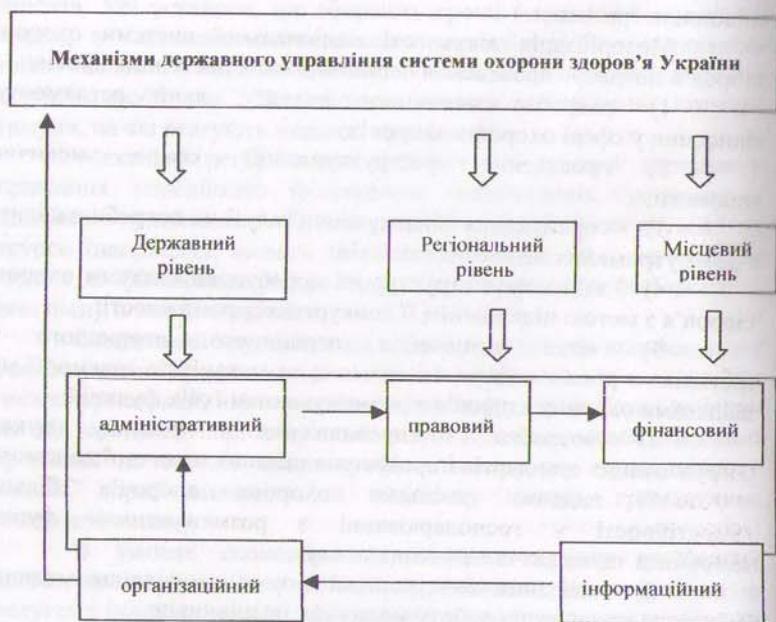 Механізми державного управління системи охорони здоров'я України
Державний
рівень
Регіональний
рівень
Місцевий
рівень
адміністративний
правовий
фінансовий
організаційний
інформаційний